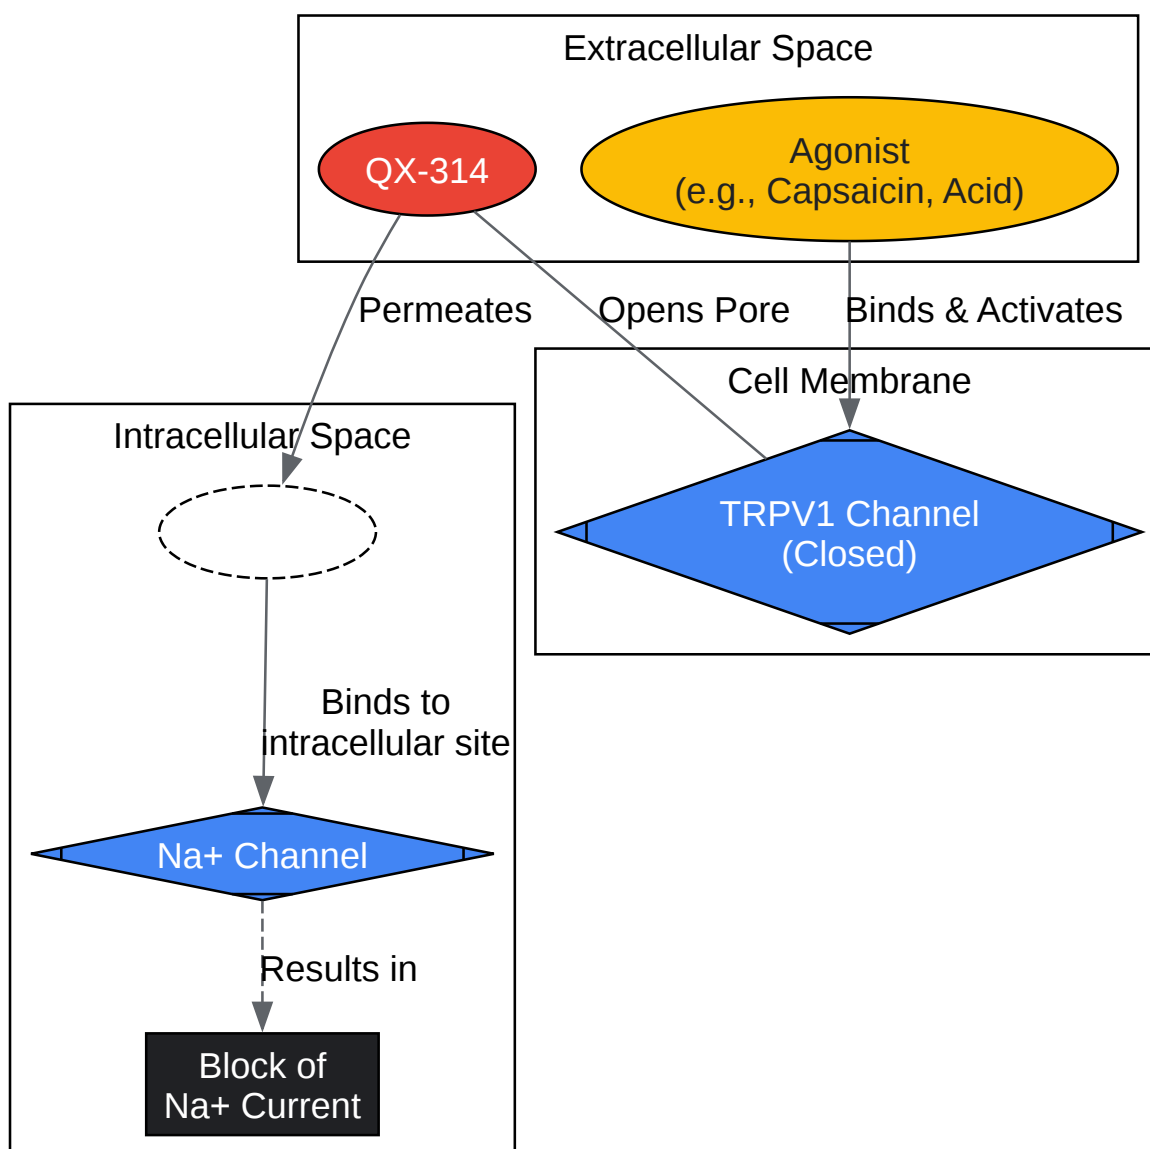 Extracellular Space
QX-314
Agonist
(e.g., Capsaicin, Acid)
Permeates
Opens Pore
Binds & Activates
Cell Membrane
Intracellular Space
TRPV1 Channel
(Closed)
Binds to
intracellular site
Na+ Channel
Results in
Block of
Na+ Current